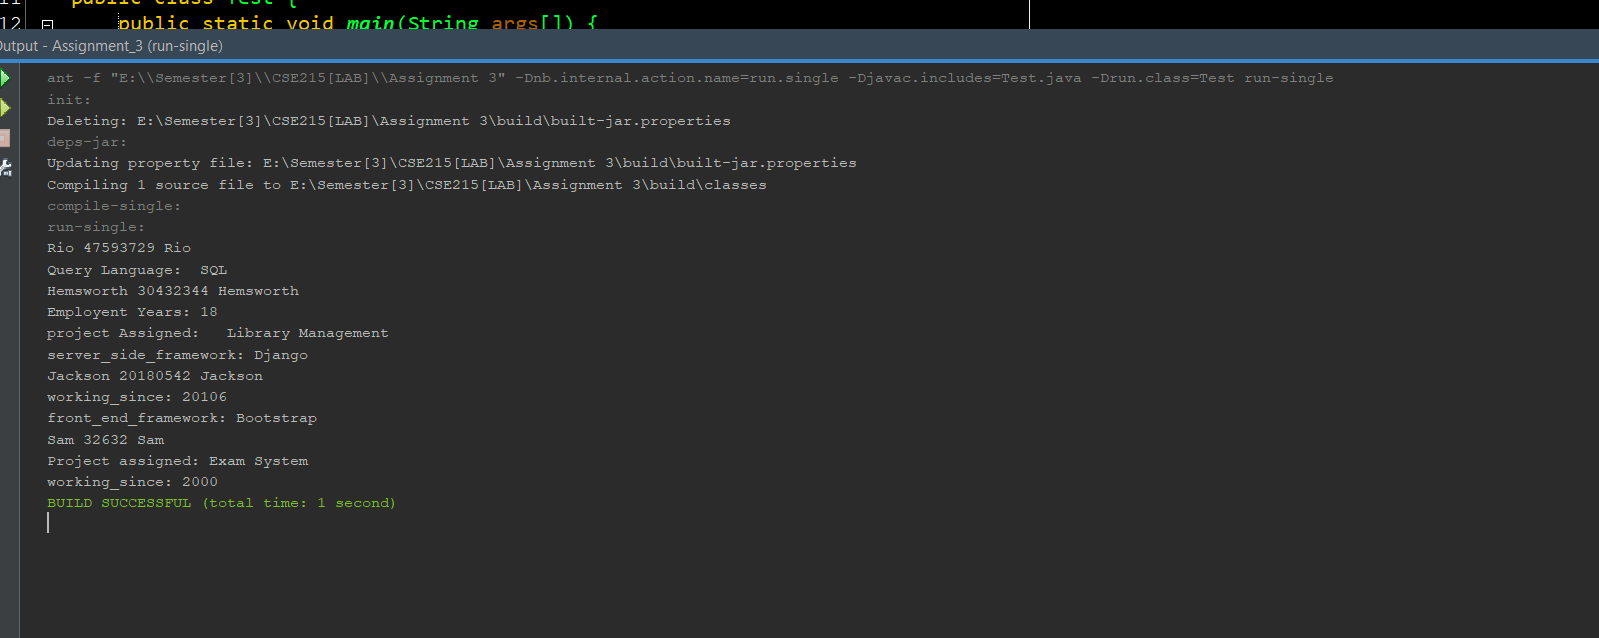 public class Test {
12 public static void main(String args[]) {
Output - Assignment_3 (run-single)
ant -f "E:\\Semester[3]\\CSE215[LAB]\\Assignment 3" -Dnb.internal.action.name=run.single -Djavac.includes=Test.java -Drun.class=Test run-single
init:
Deleting: E:\Semester[3]\CSE215[LAB]\Assignment 3\build\built-jar.properties
deps-jar:
Updating property file: E:\Semester[3]\CSE215[LAB]\Assignment 3\build\built-jar.properties
Compiling 1 source file to E:\Semester[3]\CSE215[LAB]\Assignment 3\build\classes
compile-single:
run-single:
Rio 47593729 Rio
Query Language:  SQL
Hemsworth 30432344 Hemsworth
Employent Years: 18
project Assigned:   Library Management
server_side_framework: Django
Jackson 20180542 Jackson
working_since: 20106
front_end_framework: Bootstrap
Sam 32632 Sam
Project assigned: Exam System
working_since: 2000
BUILD SUCCESSFUL (total time: 1 second)